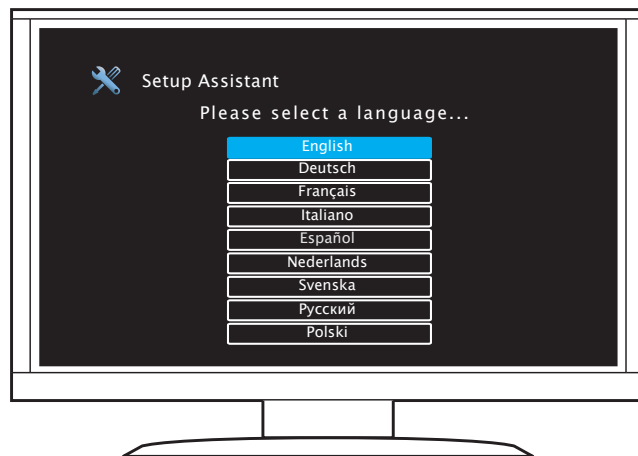 Setup Assistant
Please select a language...
English
Deutsch
Français
Italiano
Español
Nederlands
Svenska
Русский
Polski